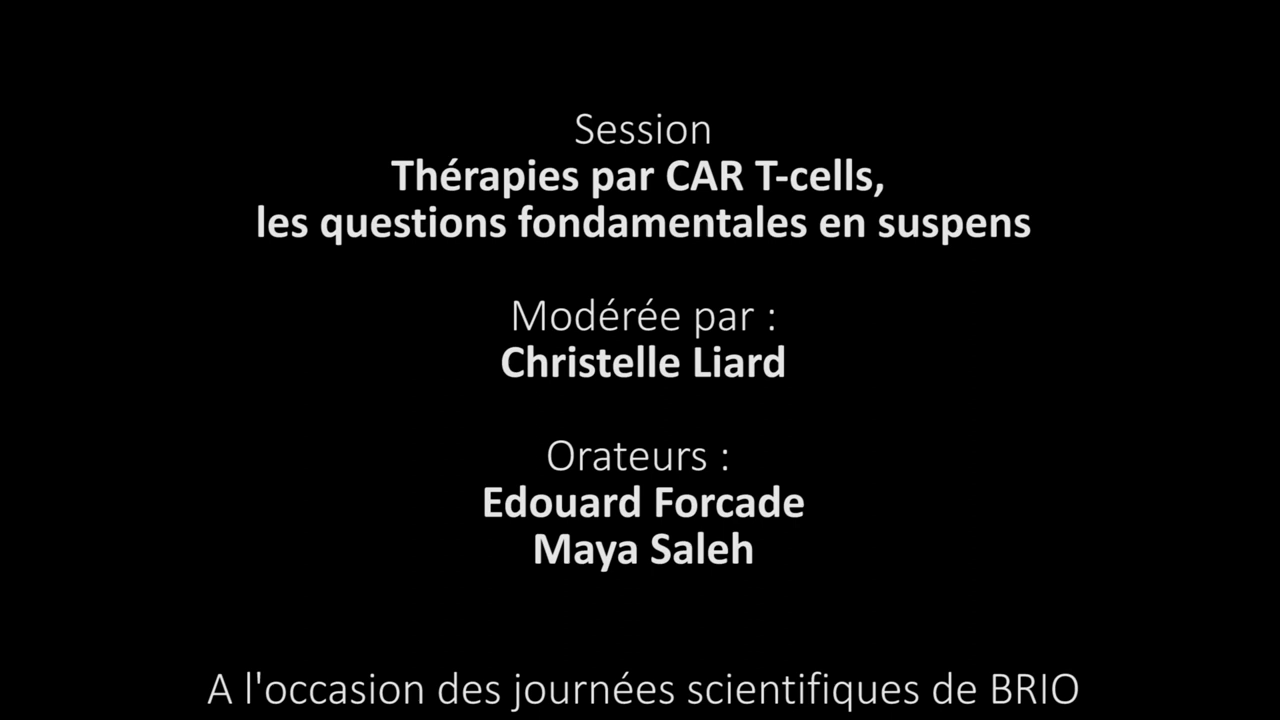 Session
Thérapies par CAR T-cells,
les questions fondamentales en suspens
Modérée par :
Christelle Liard
Orateurs :
Edouard Forcade
Maya Saleh
A l'occasion des journées scientifiques de BRIO